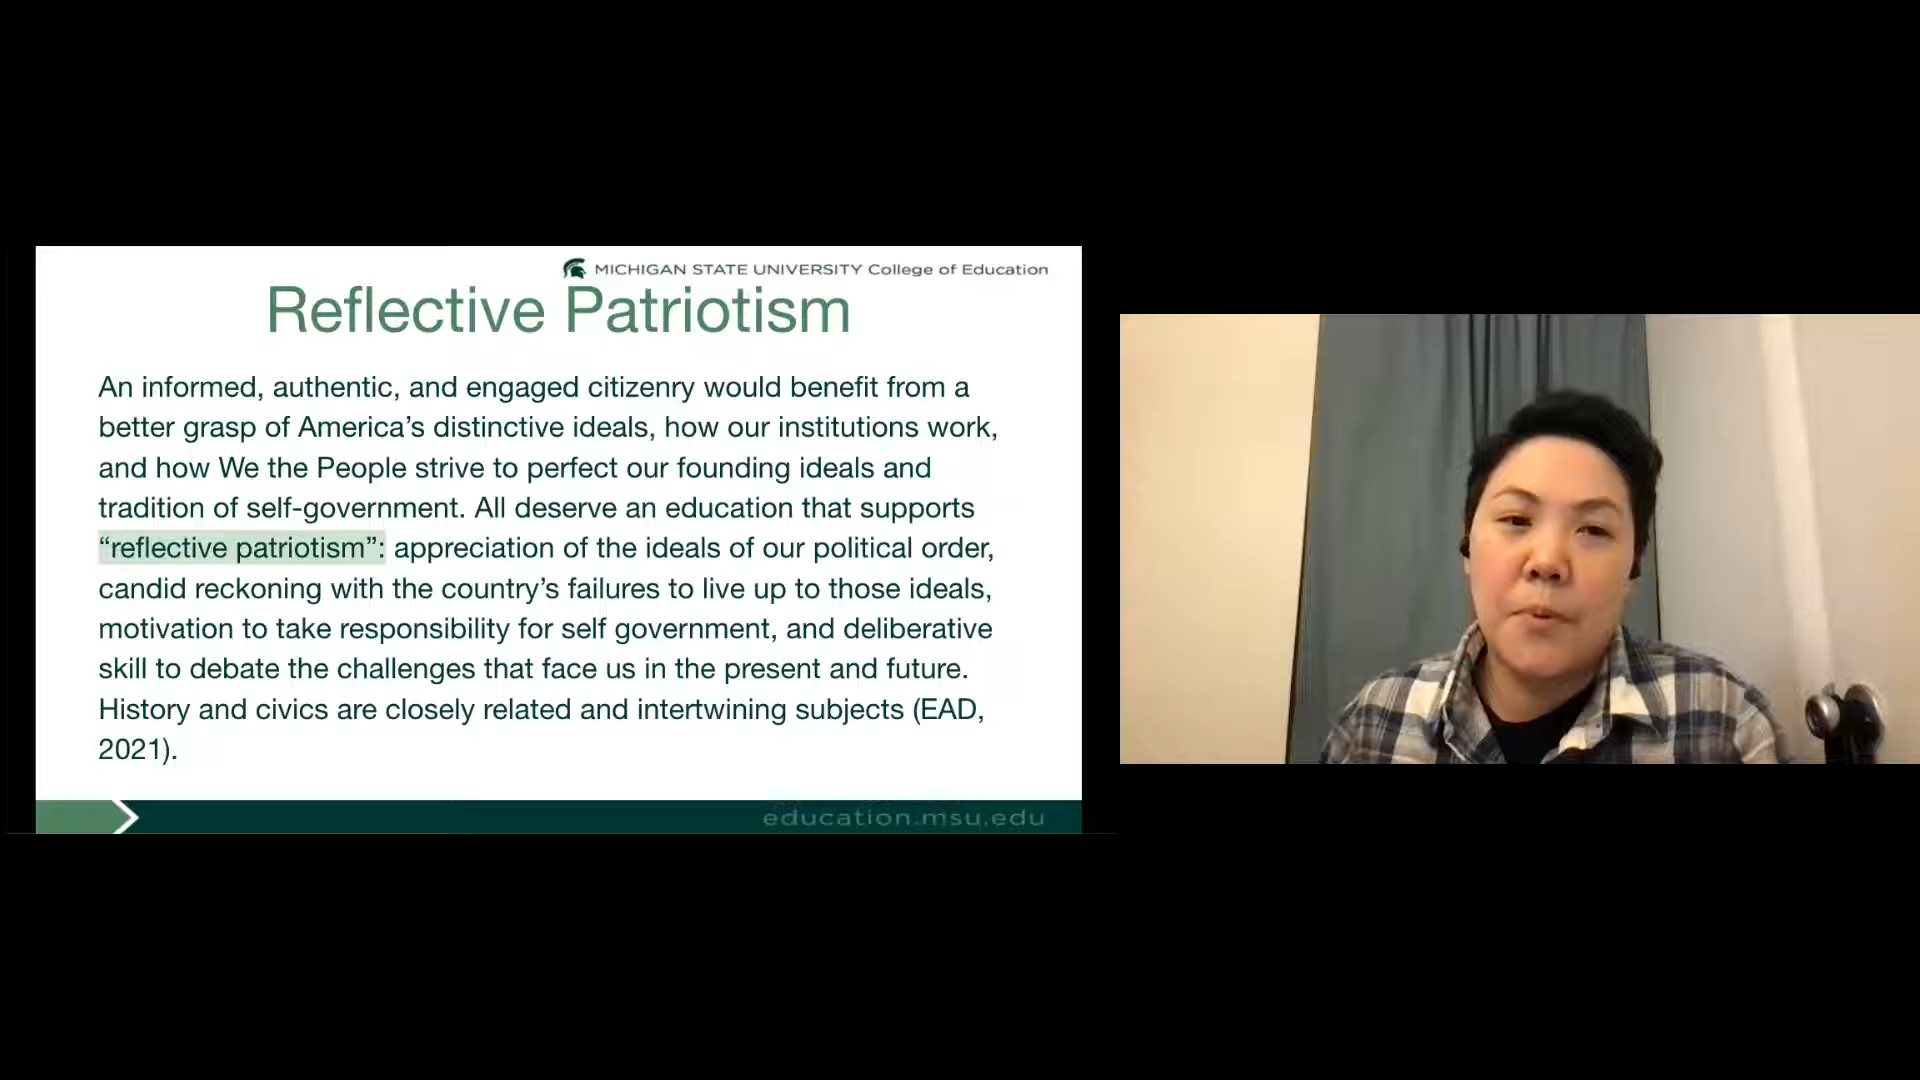 MICHIGAN STATE UNIVERSITY College of Education
Reflective Patriotism
An informed, authentic, and engaged citizenry would benefit from a
better grasp of America’s distinctive ideals, how our institutions work,
and how We the People strive to perfect our founding ideals and
tradition of self-government. All deserve an education that supports
“reflective patriotism”: appreciation of the ideals of our political order,
candid reckoning with the country’s failures to live up to those ideals,
motivation to take responsibility for self government, and deliberative
skill to debate the challenges that face us in the present and future.
History and civics are closely related and intertwining subjects (EAD,
2021).
education.msu.edu